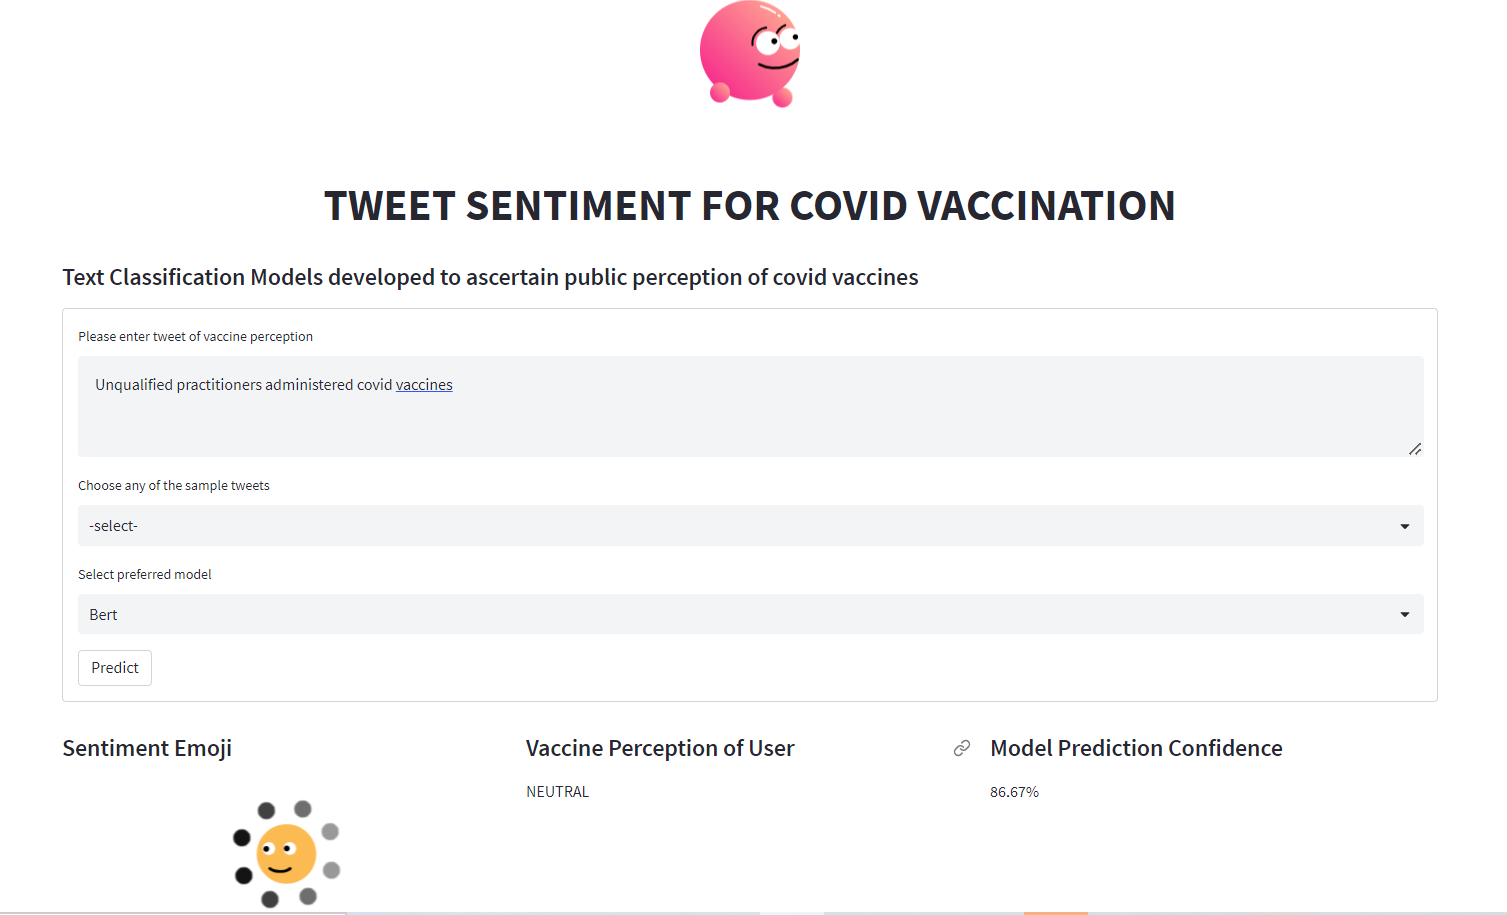 TWEET SENTIMENT FOR COVID VACCINATION
Text Classification Models developed to ascertain public perception of covid vaccines
Please enter tweet of vaccine perception
Unqualified practitioners administered covid vaccines
Choose any of the sample tweets
-select-
Select preferred model
Bert
Predict
Sentiment Emoji
Vaccine Perception of User
Model Prediction Confidence
NEUTRAL
86.67%